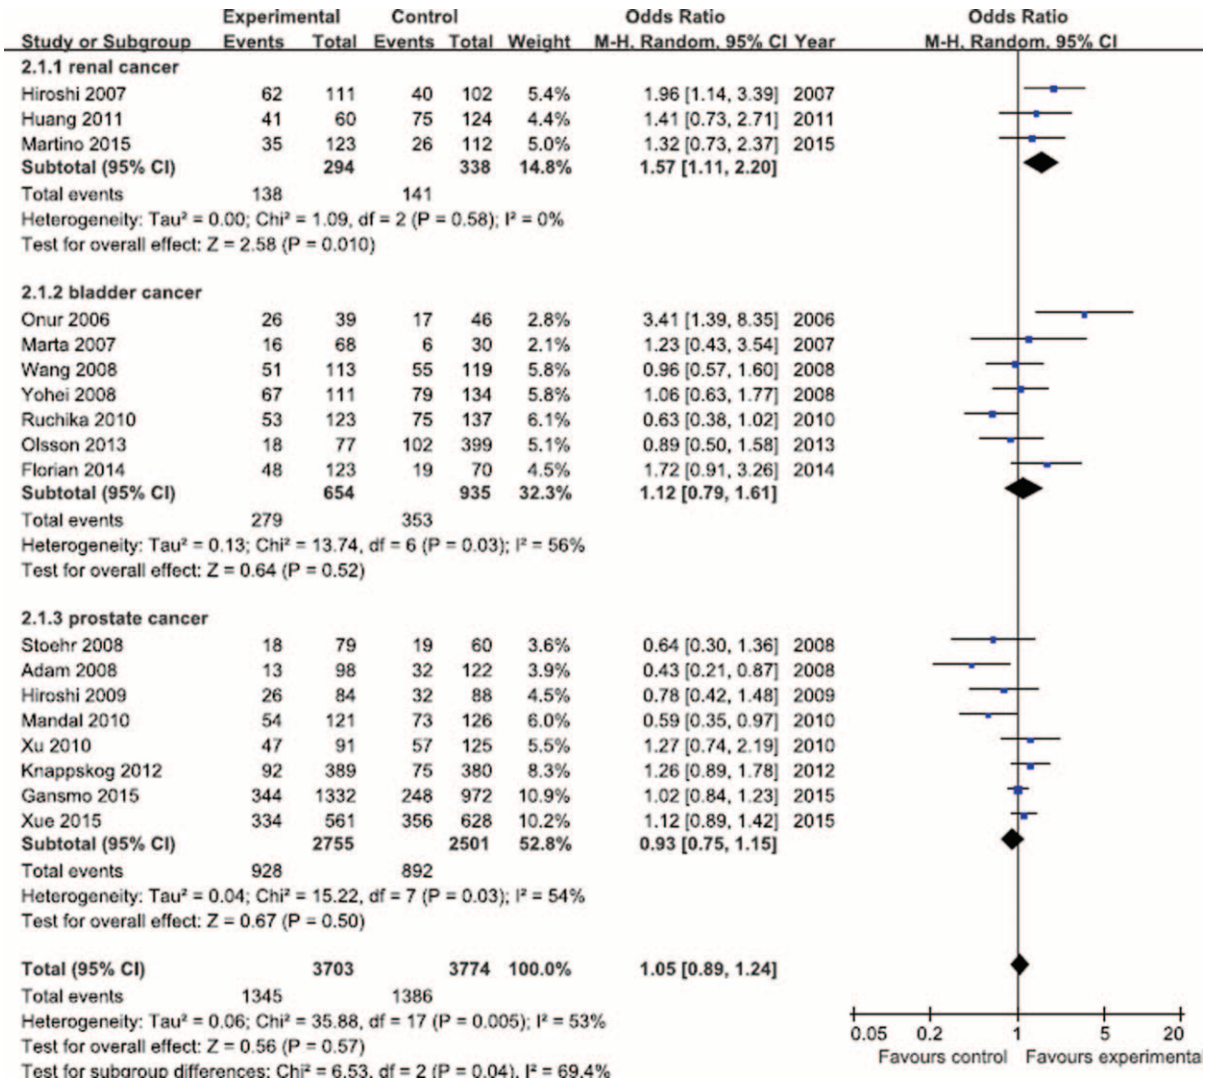 Experimental Control Odds Ratio Odds Ratio
Study or Subgroup Events Total Events Total Weight M-H, Random, 95% CI Year M-H, Random, 95% CI
2.1.1 renal cancer
Hiroshi 2007 62 111 40 102 5.4% 1.96 [1.14, 3.39] 2007
Huang 2011 41 60 75 124 4.4% 1.41 [0.73, 2.71] 2011
Martino 2015 35 123 26 112 5.0% 1.32 [0.73, 2.37] 2015
Subtotal (95% CI) 294 338 14.8% 1.57 [1.11, 2.20]
Total events 138 141
Heterogeneity: Tau² = 0.00; Chi² = 1.09, df = 2 (P = 0.58); I² = 0%
Test for overall effect: Z = 2.58 (P = 0.010)
2.1.2 bladder cancer
Onur 2006 26 39 17 46 2.8% 3.41 [1.39, 8.35] 2006
Marta 2007 16 68 6 30 2.1% 1.23 [0.43, 3.54] 2007
Wang 2008 51 113 55 119 5.8% 0.96 [0.57, 1.60] 2008
Yohei 2008 67 111 79 134 5.8% 1.06 [0.63, 1.77] 2008
Ruchika 2010 53 123 75 137 6.1% 0.63 [0.38, 1.02] 2010
Olsson 2013 18 77 102 399 5.1% 0.89 [0.50, 1.58] 2013
Florian 2014 48 123 19 70 4.5% 1.72 [0.91, 3.26] 2014
Subtotal (95% CI) 654 935 32.3% 1.12 [0.79, 1.61]
Total events 279 353
Heterogeneity: Tau² = 0.13; Chi² = 13.74, df = 6 (P = 0.03); I² = 56%
Test for overall effect: Z = 0.64 (P = 0.52)
2.1.3 prostate cancer
Stoehr 2008 18 79 19 60 3.6% 0.64 [0.30, 1.36] 2008
Adam 2008 13 98 32 122 3.9% 0.43 [0.21, 0.87] 2008
Hiroshi 2009 26 84 32 88 4.5% 0.78 [0.42, 1.48] 2009
Mandal 2010 54 121 73 126 6.0% 0.59 [0.35, 0.97] 2010
Xu 2010 47 91 57 125 5.5% 1.27 [0.74, 2.19] 2010
Knappskog 2012 92 389 75 380 8.3% 1.26 [0.89, 1.78] 2012
Gansmo 2015 344 1332 248 972 10.9% 1.02 [0.84, 1.23] 2015
Xue 2015 334 561 356 628 10.2% 1.12 [0.89, 1.42] 2015
Subtotal (95% CI) 2755 2501 52.8% 0.93 [0.75, 1.15]
Total events 928 892
Heterogeneity: Tau² = 0.04; Chi² = 15.22, df = 7 (P = 0.03); I² = 54%
Test for overall effect: Z = 0.67 (P = 0.50)
Total (95% CI) 3703 3774 100.0% 1.05 [0.89, 1.24]
Total events 1345 1386
Heterogeneity: Tau² = 0.06; Chi² = 35.88, df = 17 (P = 0.005); I² = 53%
Test for overall effect: Z = 0.56 (P = 0.57)
Test for subgroup differences: Chi² = 6.53, df = 2 (P = 0.04), I² = 69.4%
0.05 0.2 1 5 20
Favours control Favours experimental